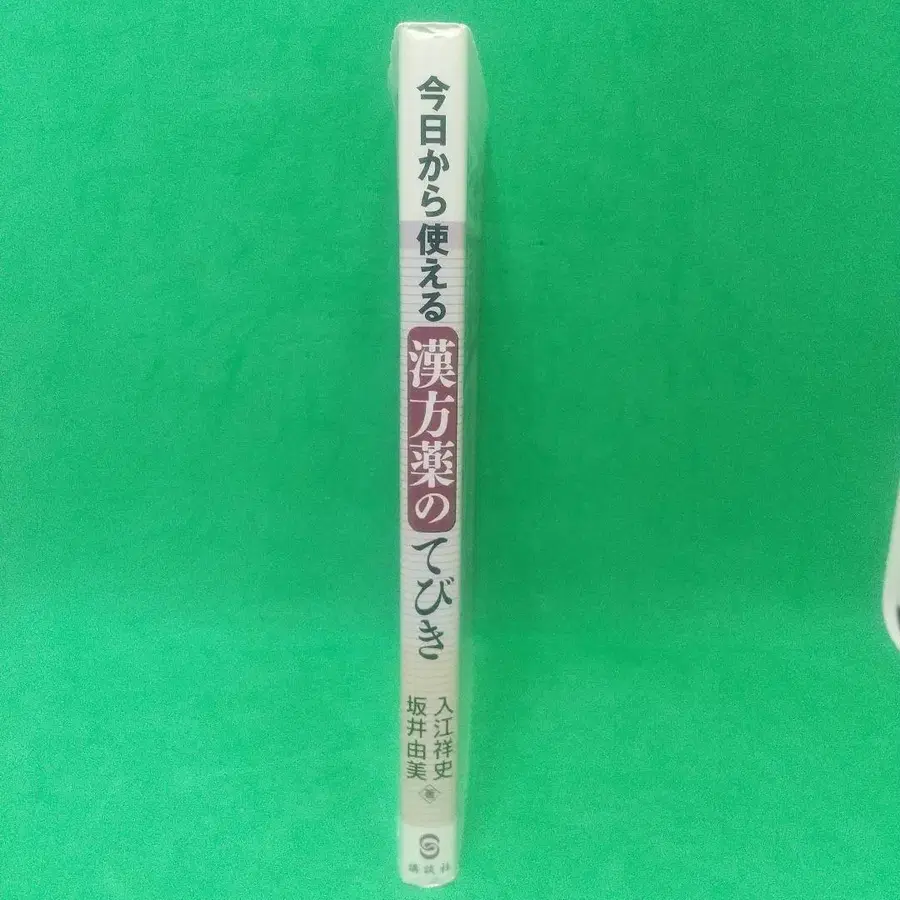 今日から使える漢方薬のてびき
入江祥史
坂井由美
著
講談社